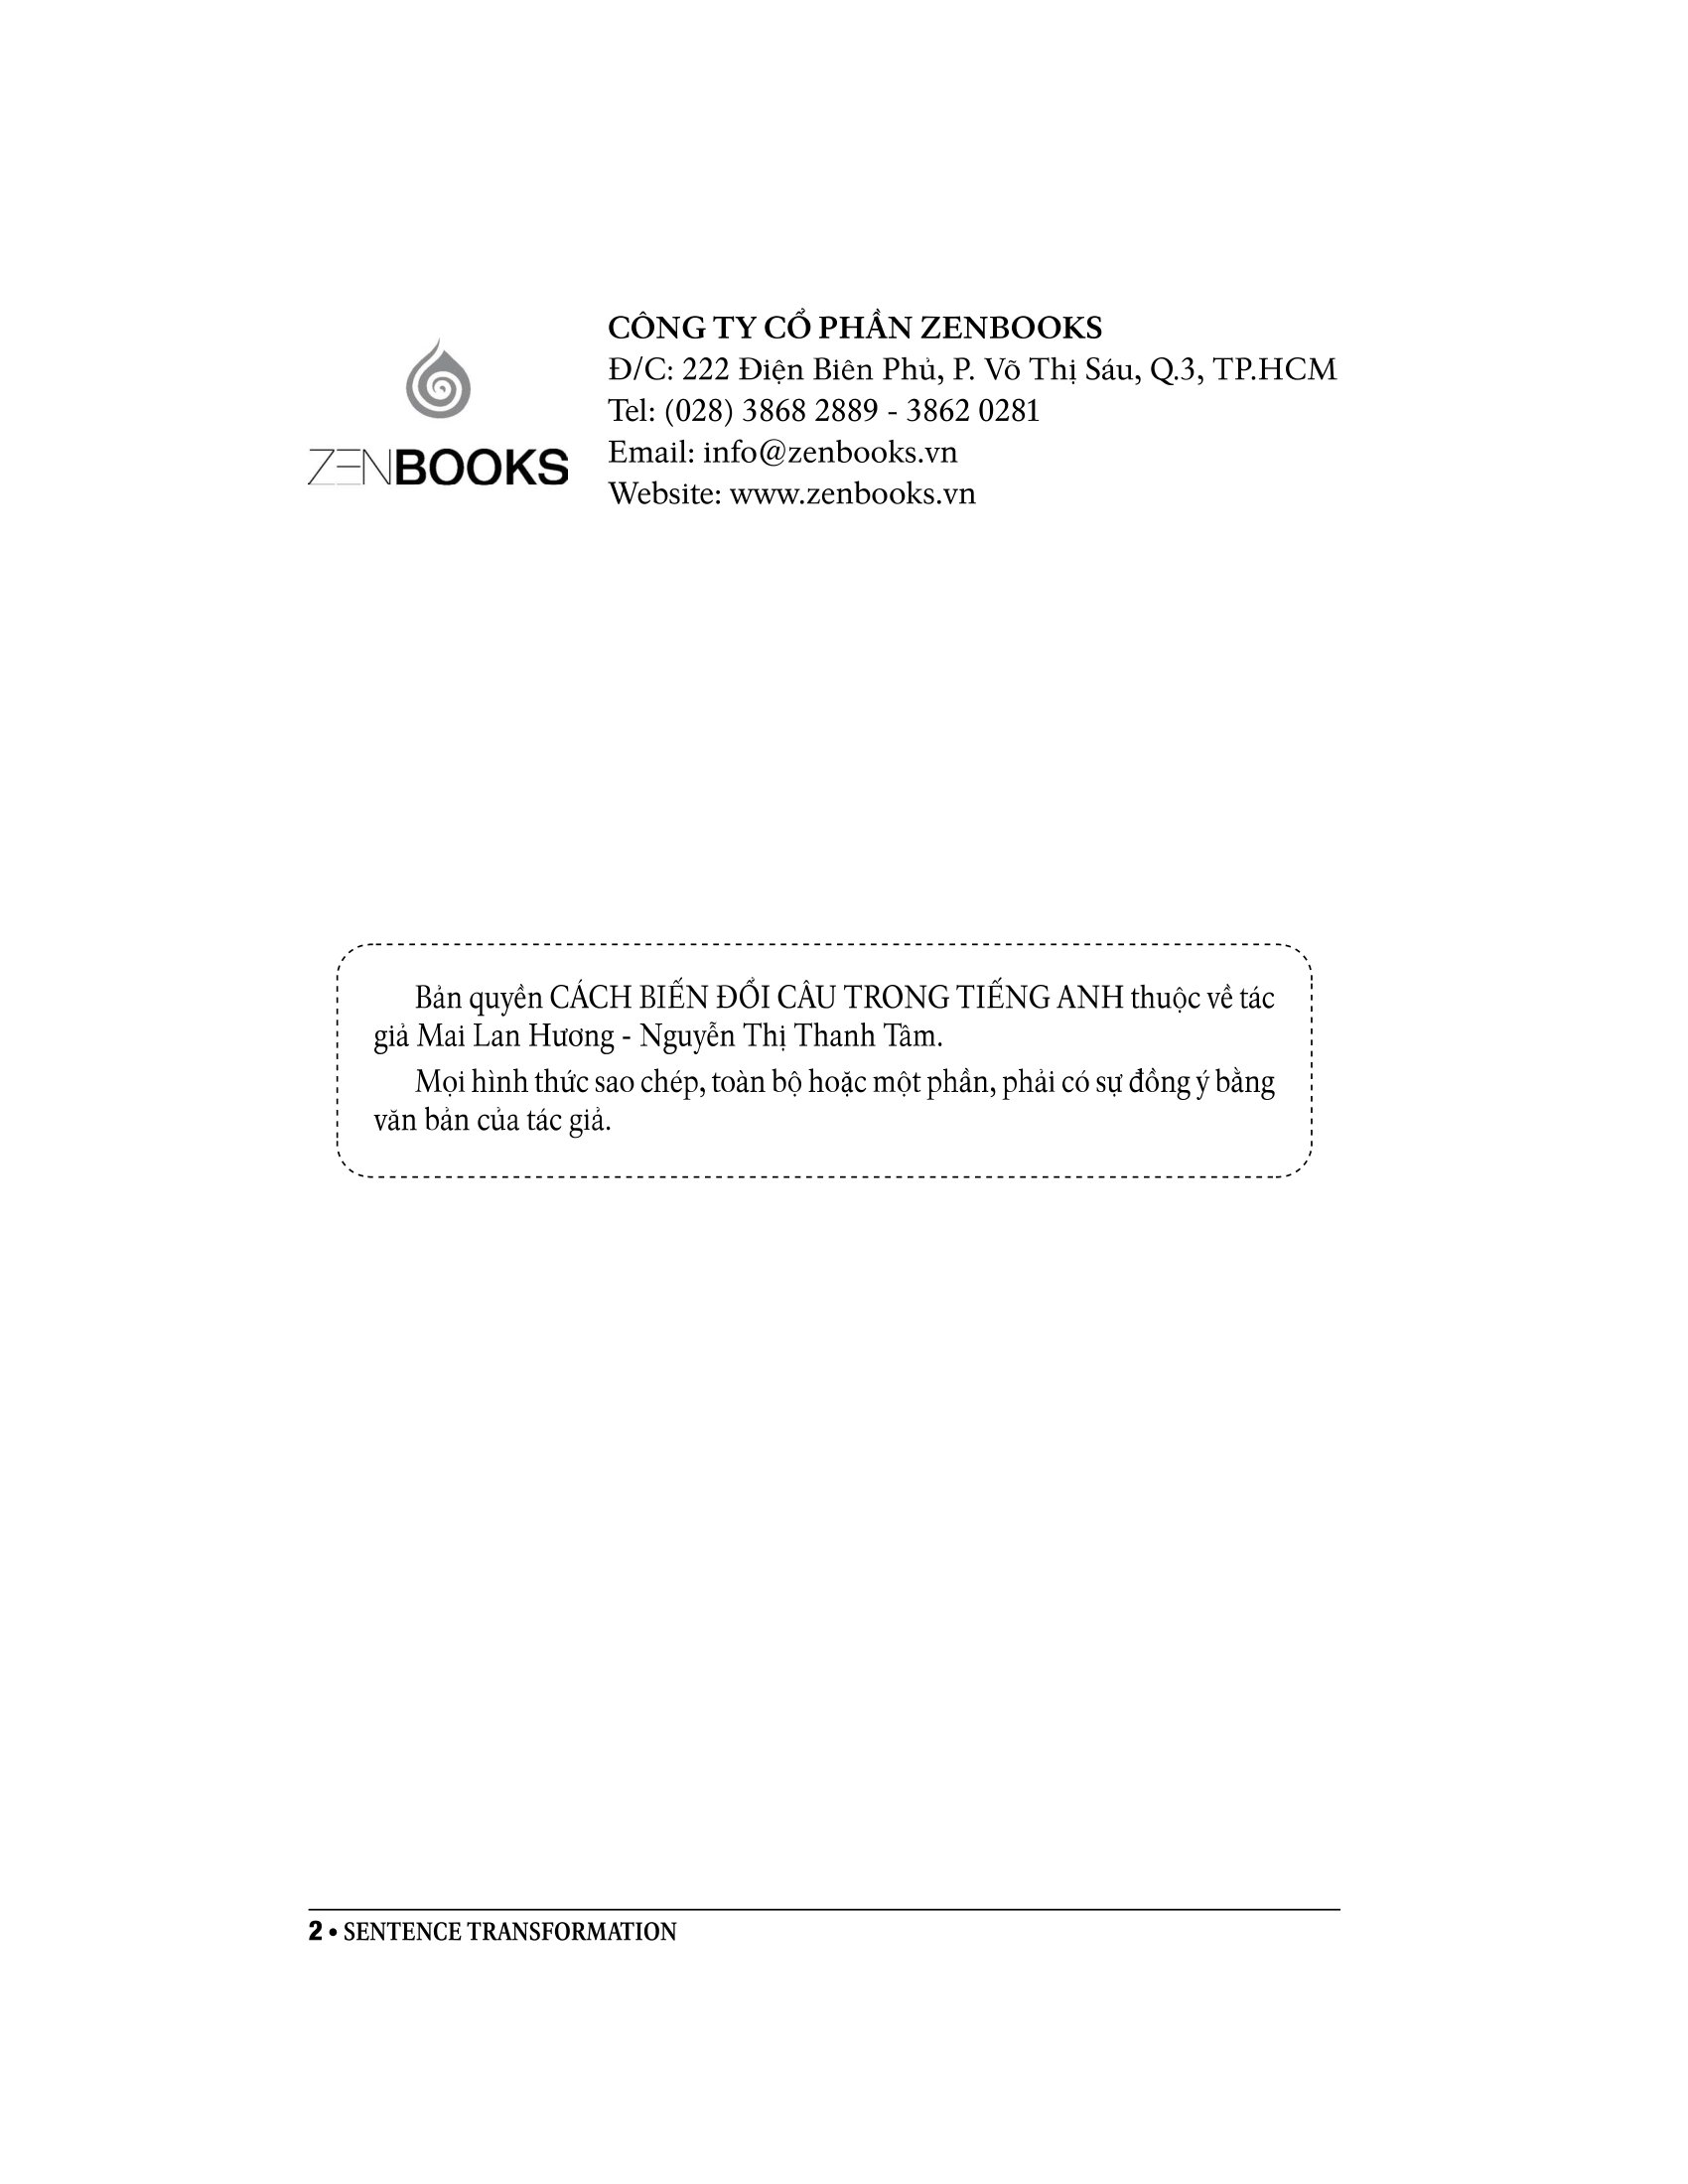 ZENBOOKS
CÔNG TY CỔ PHẦN ZENBOOKS
Đ/C: 222 Điện Biên Phủ, P. Võ Thị Sáu, Q.3, TP.HCM
Tel: (028) 3868 2889 - 3862 0281
Email: info@zenbooks.vn
Website: www.zenbooks.vn
Bản quyền CÁCH BIẾN ĐỔI CÂU TRONG TIẾNG ANH thuộc về tác
giả Mai Lan Hương - Nguyễn Thị Thanh Tâm.
Mọi hình thức sao chép, toàn bộ hoặc một phần, phải có sự đồng ý bằng
văn bản của tác giả.
2 • SENTENCE TRANSFORMATION